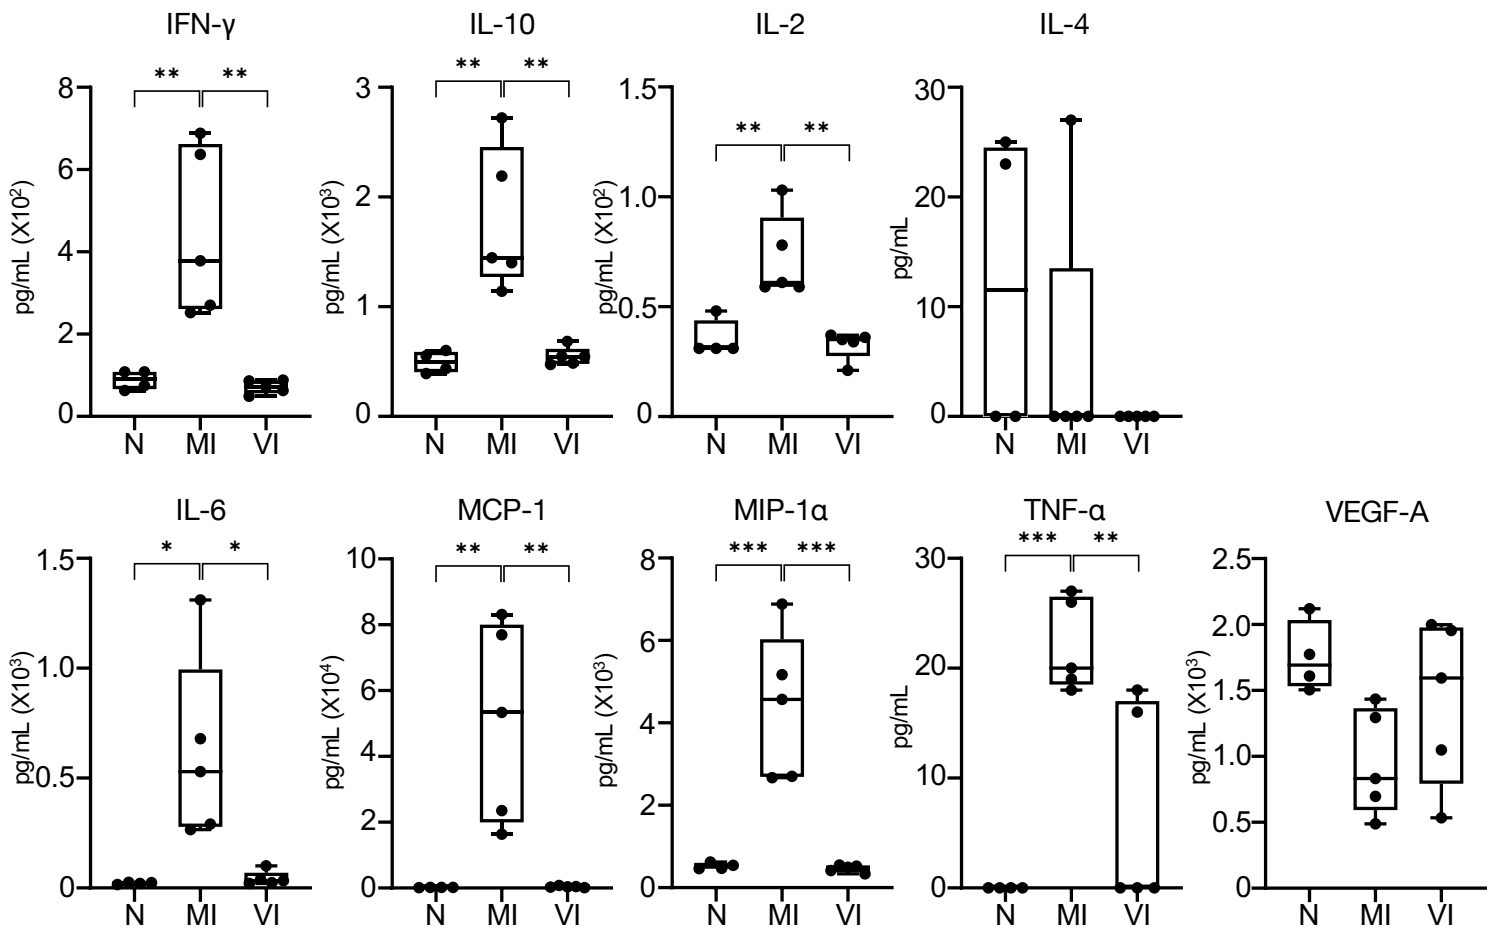 IFN-γ
** **
pg/mL (X10²)
8
6
4
2
0
N MI VI
IL-10
** **
pg/mL (X10³)
3
2
1
0
N MI VI
IL-2
** **
pg/mL (X10²)
1.5
1.0
0.5
0
N MI VI
IL-4
pg/mL
30
20
10
0
N MI VI
IL-6
* *
pg/mL (X10³)
1.5
1.0
0.5
0
N MI VI
MCP-1
** **
pg/mL (X10⁴)
10
8
6
4
2
0
N MI VI
MIP-1α
*** ***
pg/mL (X10³)
8
6
4
2
0
N MI VI
TNF-α
*** **
pg/mL
30
20
10
0
N MI VI
VEGF-A
pg/mL (X10³)
2.5
2.0
1.5
1.0
0.5
0
N MI VI